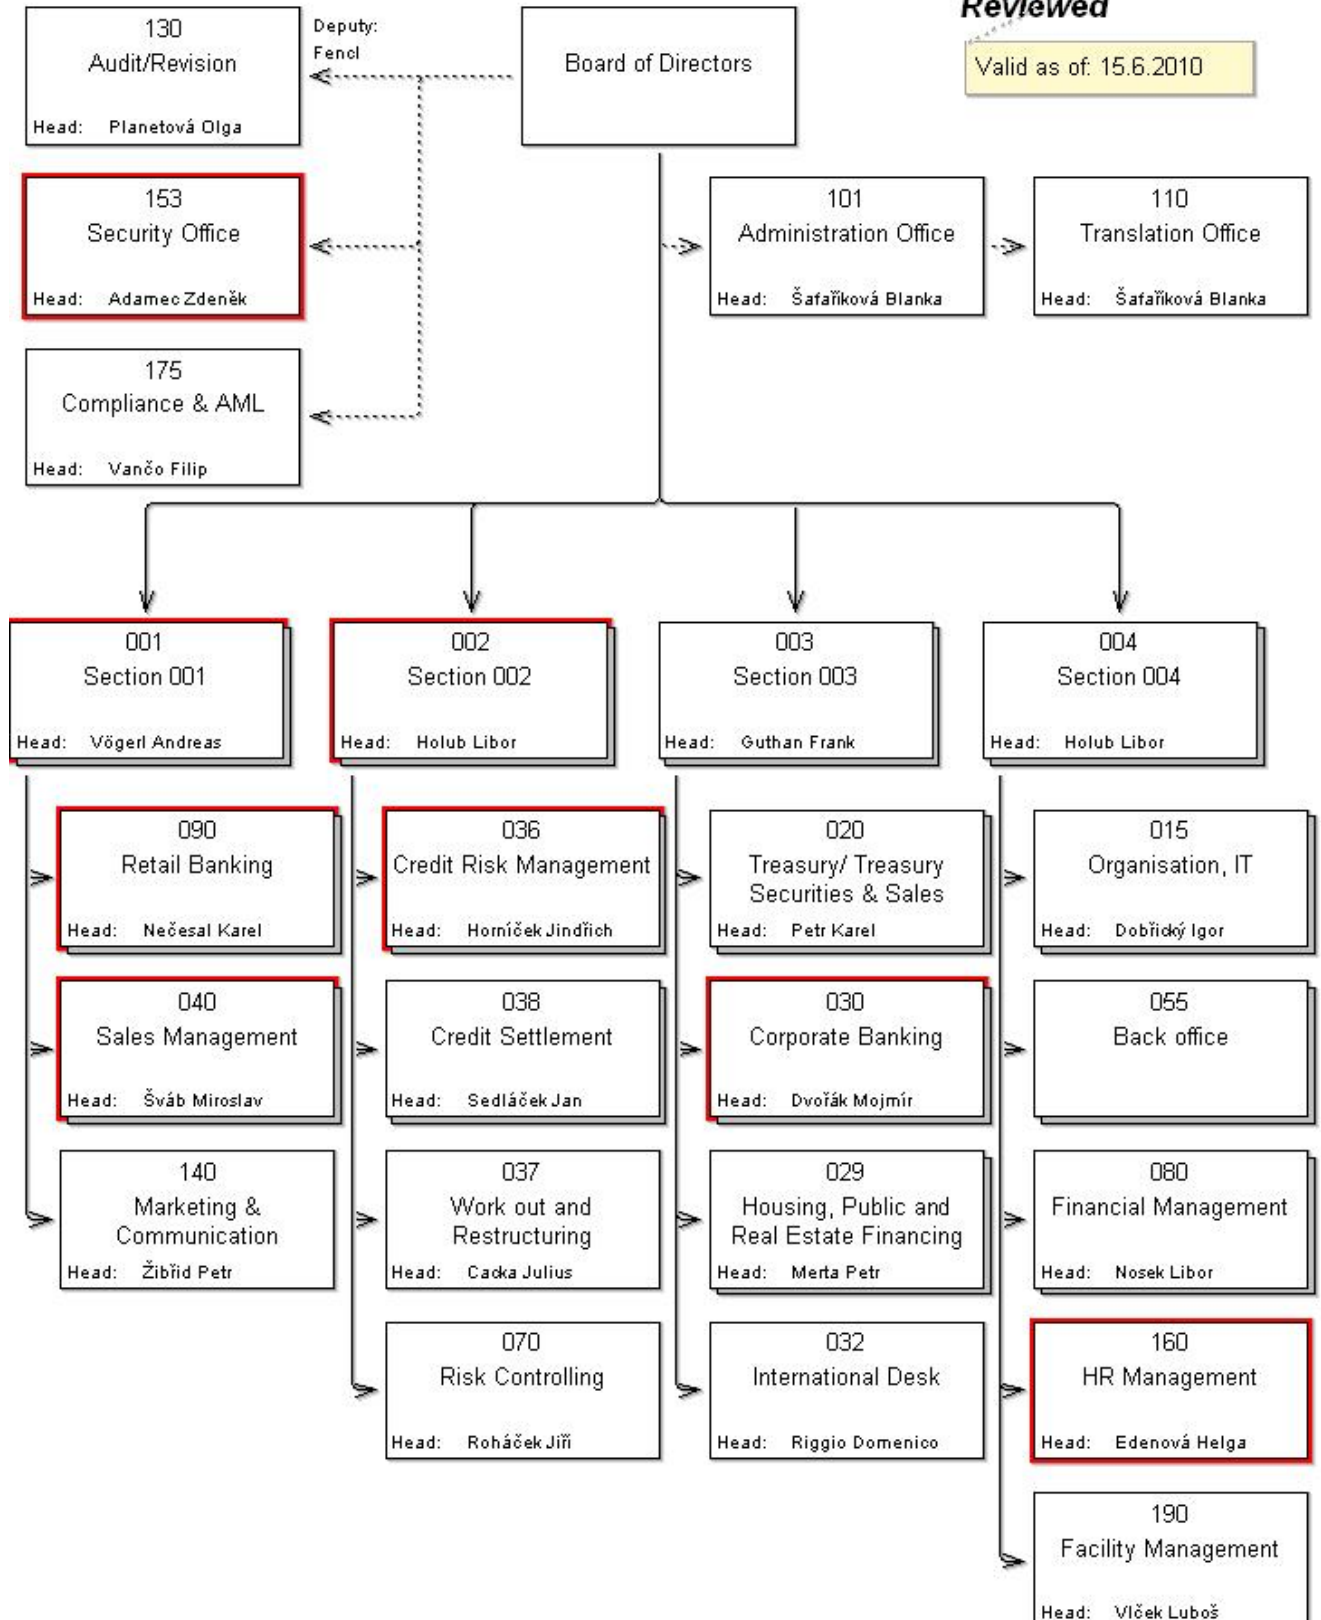 Reviewed
Valid as of: 15.6.2010
130
Audit/Revision
Head: Planetová Olga
Deputy:
Fencl
Board of Directors
153
Security Office
Head: Adamec Zdeněk
101
Administration Office
Head: Šafaříková Blanka
110
Translation Office
Head: Šafaříková Blanka
175
Compliance & AML
Head: Vančo Filip
001
Section 001
Head: Vögerl Andreas
002
Section 002
Head: Holub Libor
003
Section 003
Head: Guthan Frank
004
Section 004
Head: Holub Libor
090
Retail Banking
Head: Nečesal Karel
040
Sales Management
Head: Šváb Miroslav
140
Marketing &
Communication
Head: Žibřid Petr
036
Credit Risk Management
Head: Horníček Jindřich
038
Credit Settlement
Head: Sedláček Jan
037
Work out and
Restructuring
Head: Cacka Julius
070
Risk Controlling
Head: Roháček Jiří
020
Treasury/ Treasury
Securities & Sales
Head: Petr Karel
030
Corporate Banking
Head: Dvořák Mojmír
029
Housing, Public and
Real Estate Financing
Head: Merta Petr
032
International Desk
Head: Riggio Domenico
015
Organisation, IT
Head: Dobřický Igor
055
Back office
080
Financial Management
Head: Nosek Libor
160
HR Management
Head: Edenová Helga
190
Facility Management
Head: Vlček Luboš